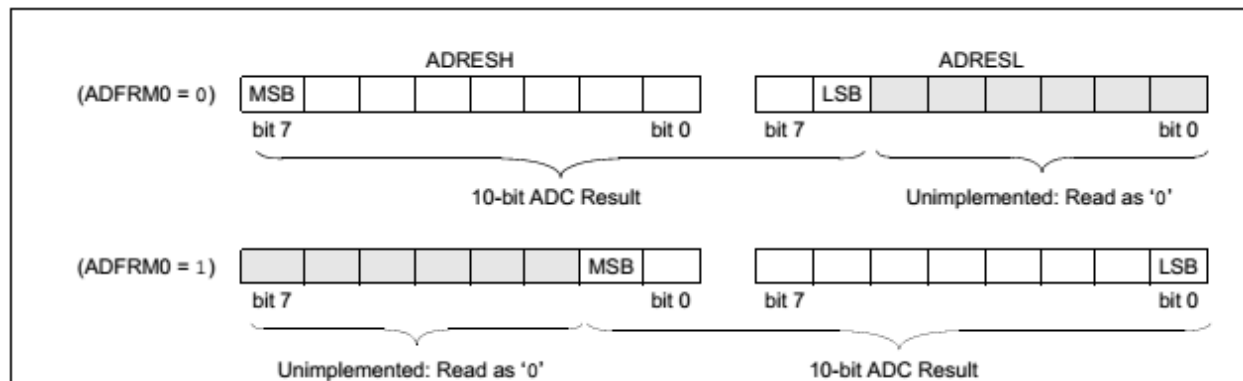 ADRESH ADRESL
(ADFRM0 = 0) MSB LSB
bit 7 bit 0 bit 7 bit 0
10-bit ADC Result Unimplemented: Read as ‘0’
(ADFRM0 = 1) MSB LSB
bit 7 bit 0 bit 7 bit 0
Unimplemented: Read as ‘0’ 10-bit ADC Result